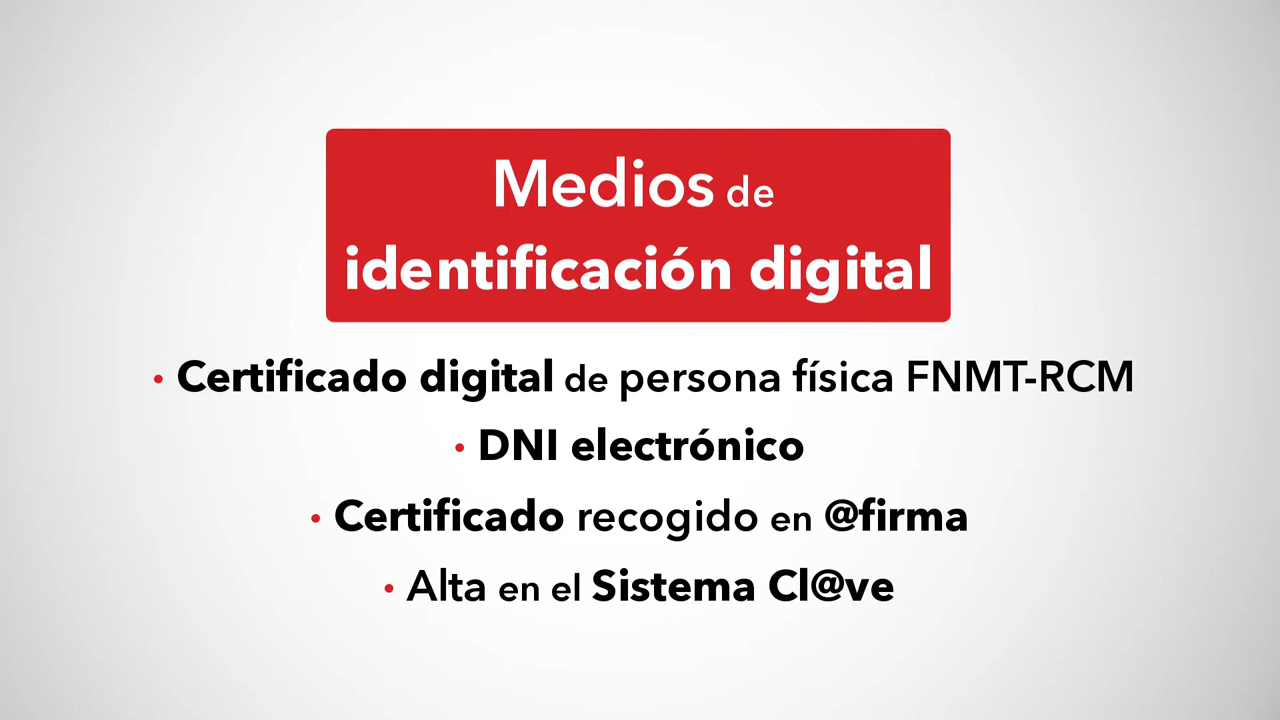 Medios de
identificación digital
• Certificado digital de persona física FNMT-RCM
• DNI electrónico
• Certificado recogido en @firma
• Alta en el Sistema Cl@ve